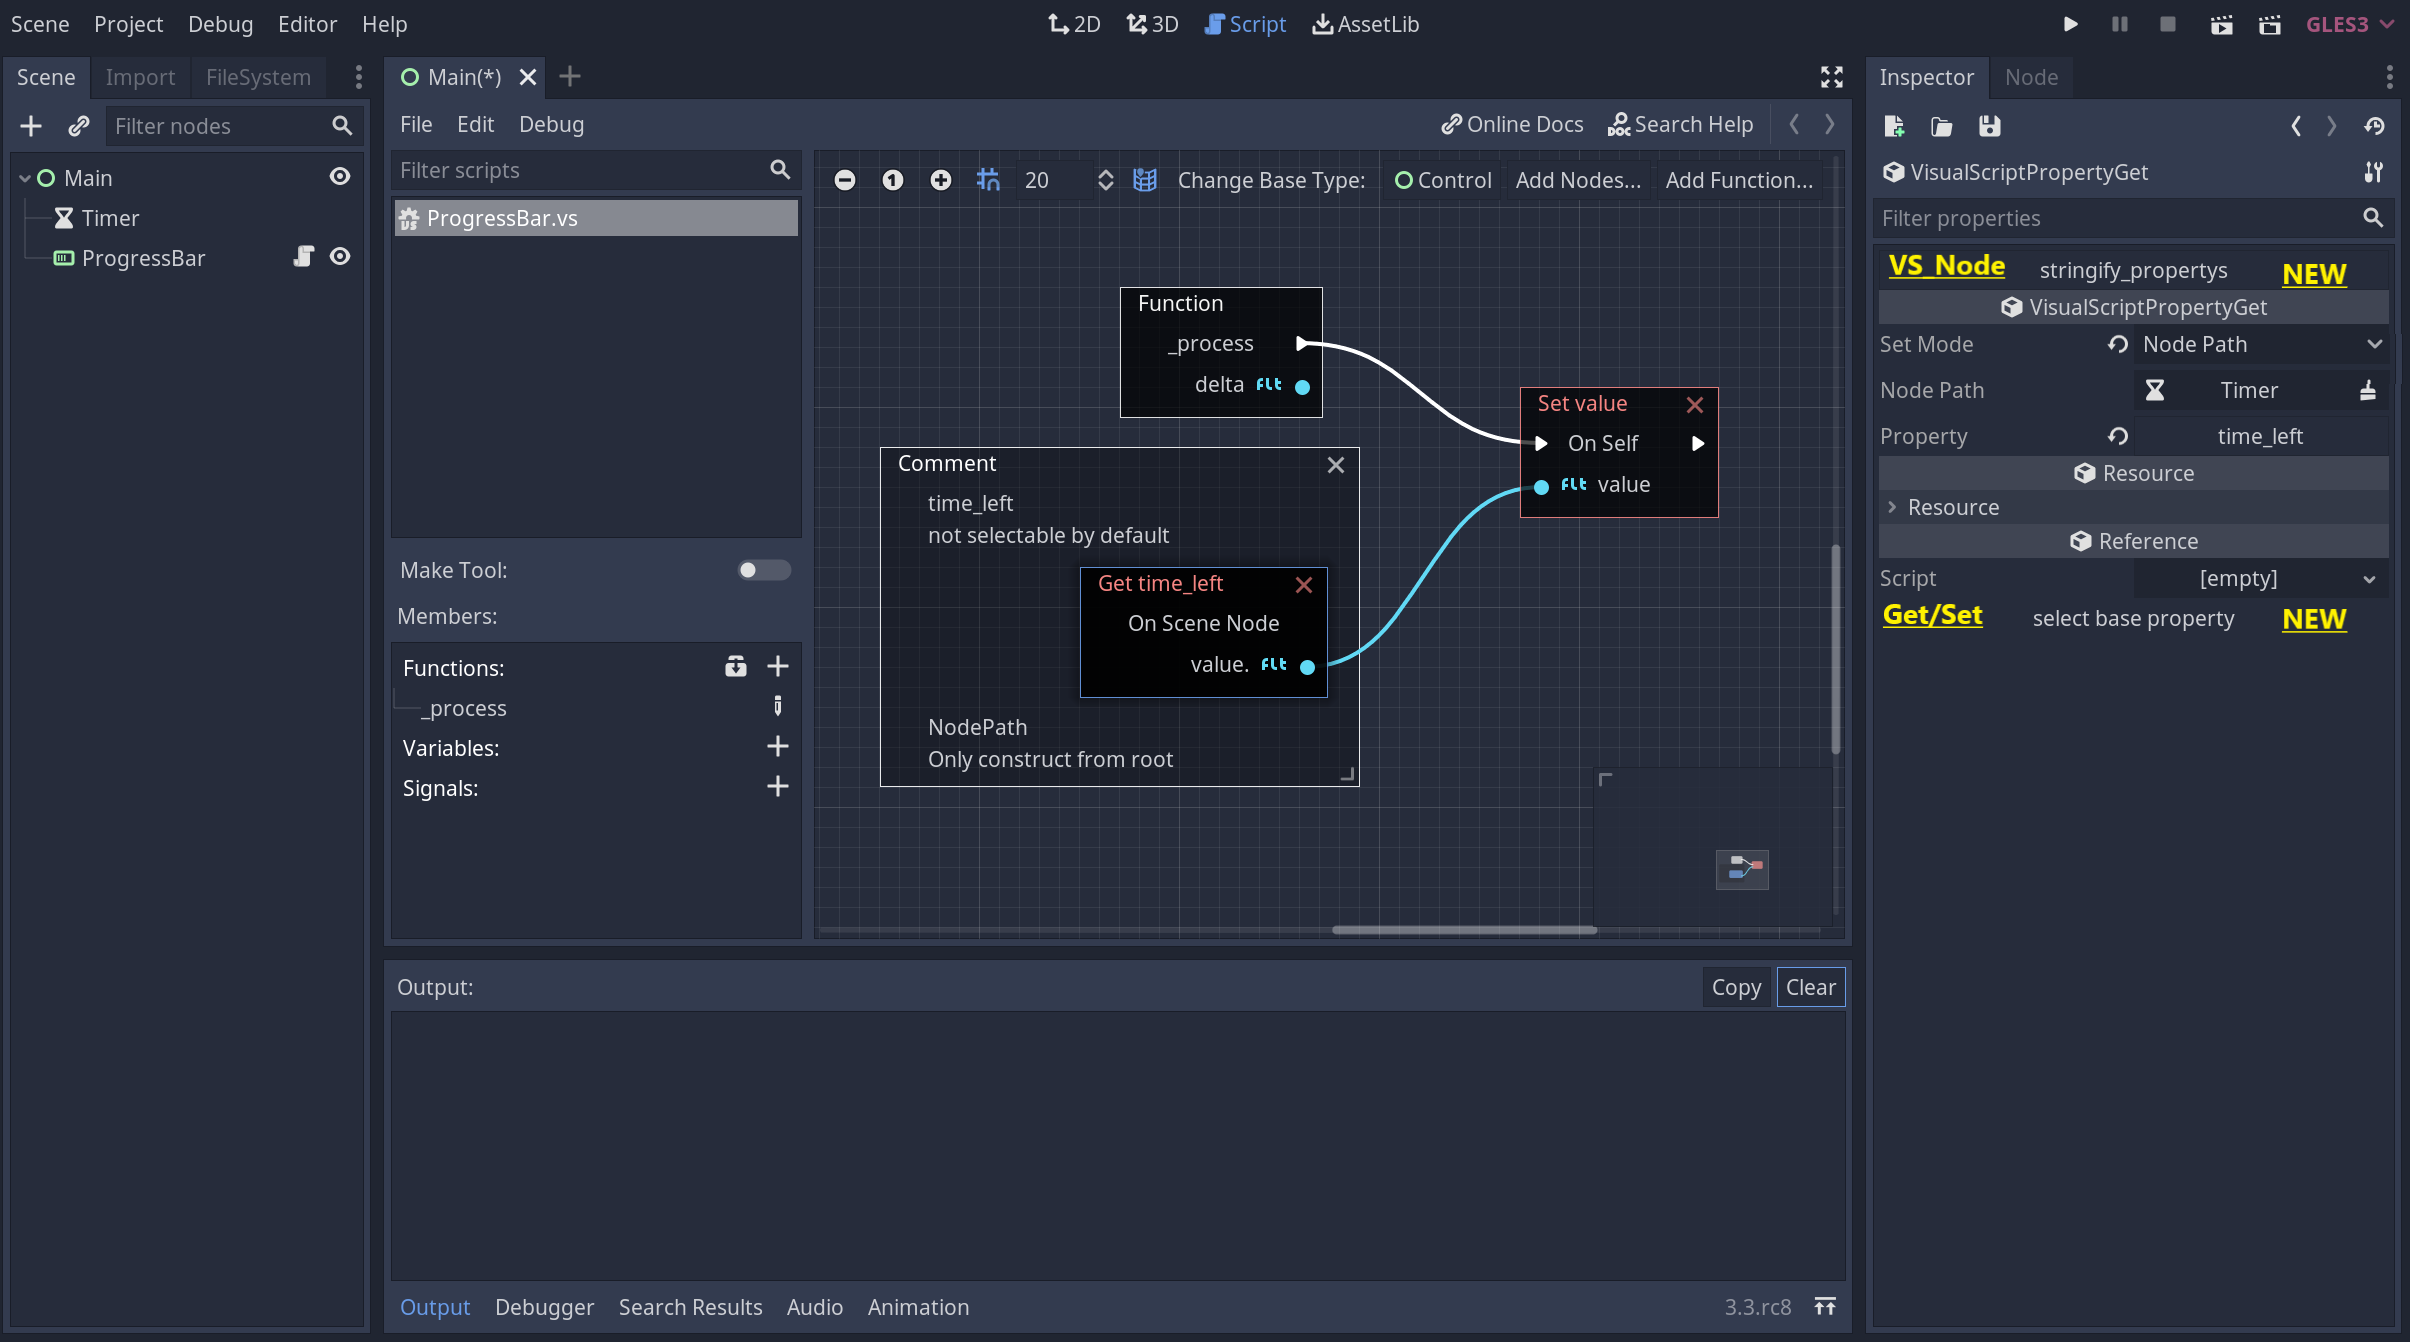 Scene Project Debug Editor Help
2D 3D Script AssetLib
GLES3
Scene Import FileSystem
Filter nodes
Main
Timer
ProgressBar
Main(*)
File Edit Debug
Online Docs
DOC Search Help
Filter scripts
VS ProgressBar.vs
Make Tool:
Members:
Functions:
_process
Variables:
Signals:
1 20 Change Base Type: Control Add Nodes... Add Function...
Function
_process
delta FLt
Set value
On Self
FLt value
Comment
time_left
not selectable by default
Get time_left
On Scene Node
value. FLt
NodePath
Only construct from root
Output:
Copy Clear
Output Debugger Search Results Audio Animation
3.3.rc8
Inspector Node
VisualScriptPropertyGet
Filter properties
VS_Node stringify_propertys NEW
VisualScriptPropertyGet
Set Mode Node Path
Node Path Timer
Property time_left
Resource
Resource
Reference
Script [empty]
Get/Set select base property NEW